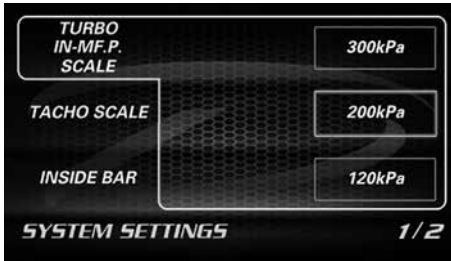 TURBO
IN-MF.P.
SCALE
300kPa
TACHO SCALE
200kPa
INSIDE BAR
120kPa
SYSTEM SETTINGS 1/2